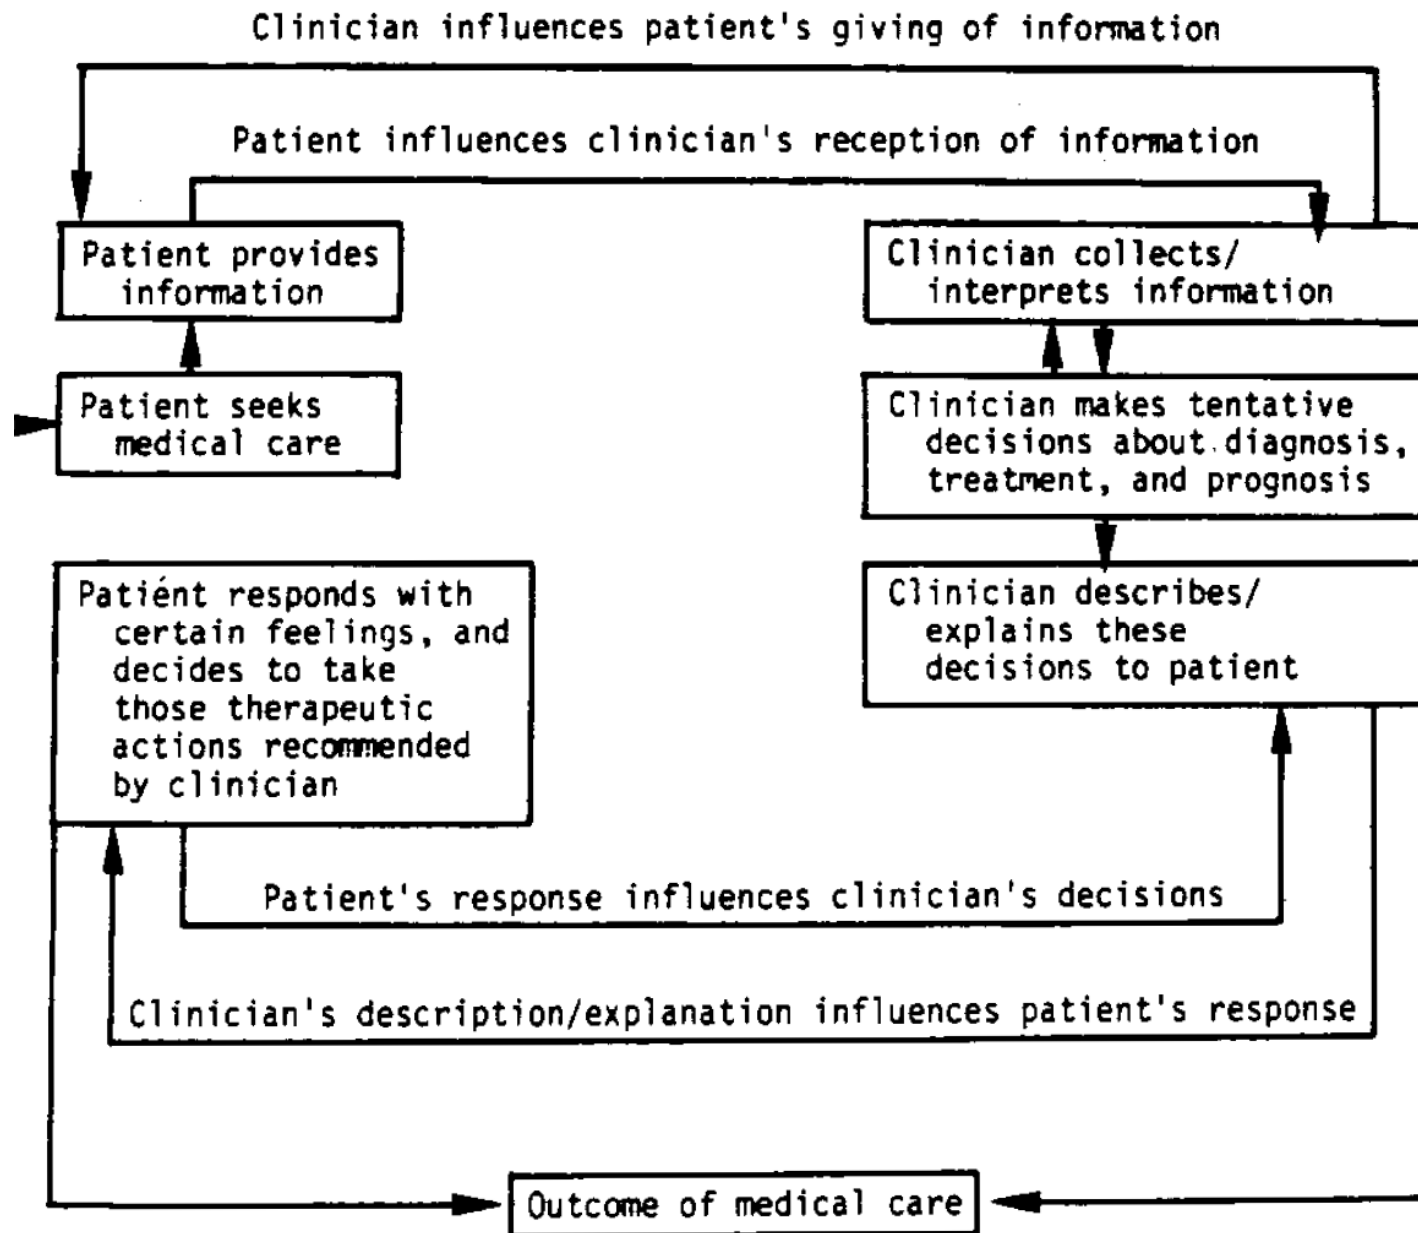 Clinician influences patient's giving of information
Patient influences clinician's reception of information
Patient provides
information
Clinician collects/
interprets information
Patient seeks
medical care
Clinician makes tentative
decisions about diagnosis,
treatment, and prognosis
Patient responds with
certain feelings, and
decides to take
those therapeutic
actions recommended
by clinician
Clinician describes/
explains these
decisions to patient
Patient's response influences clinician's decisions
Clinician's description/explanation influences patient's response
Outcome of medical care